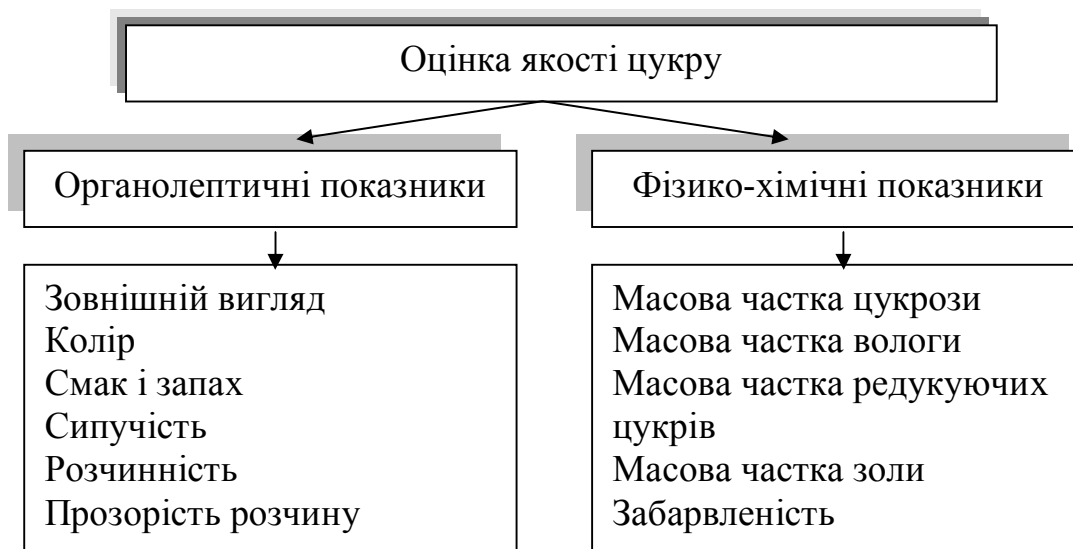 Оцінка якості цукру
Органолептичні показники
Фізико-хімічні показники
Зовнішній вигляд
Колір
Смак і запах
Сипучість
Розчинність
Прозорість розчину
Масова частка цукрози
Масова частка вологи
Масова частка редукуючих
цукрів
Масова частка золи
Забарвленість